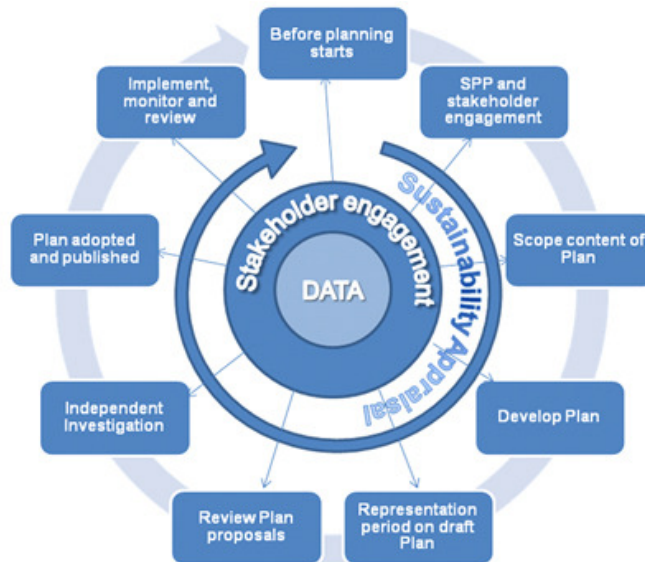 Before planning
starts
SPP and
stakeholder
engagement
Scope content of
Plan
Develop Plan
Representation
period on draft
Plan
Review Plan
proposals
Independent
Investigation
Plan adopted
and published
Implement,
monitor and
review
Stakeholder engagement
DATA
Sustainability Appraisal